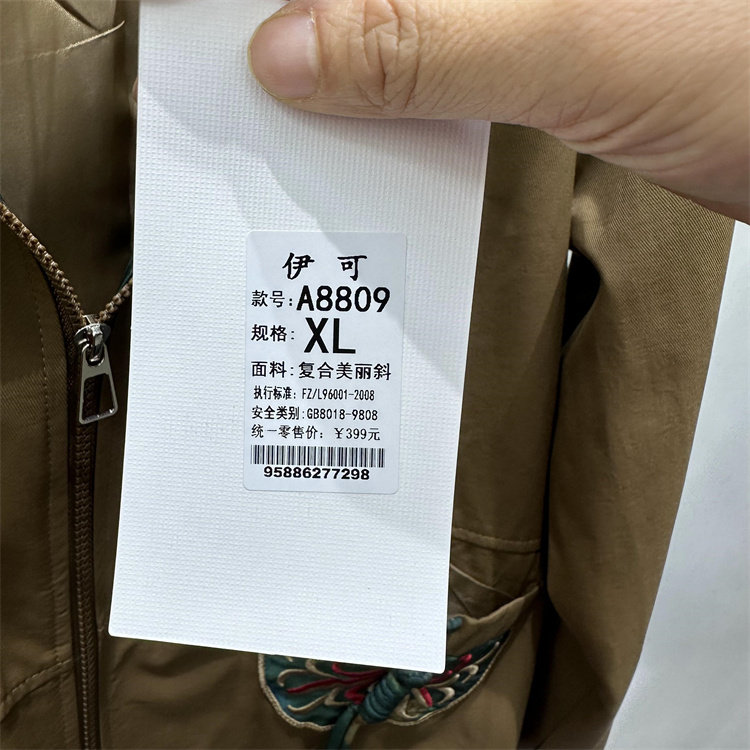 伊可
款号:A8809
规格: XL
面料:复合美丽斜
执行标准: FZ/L96001-2008
安全类别:GB8018-9808
统一零售价: ¥399元
95886277298